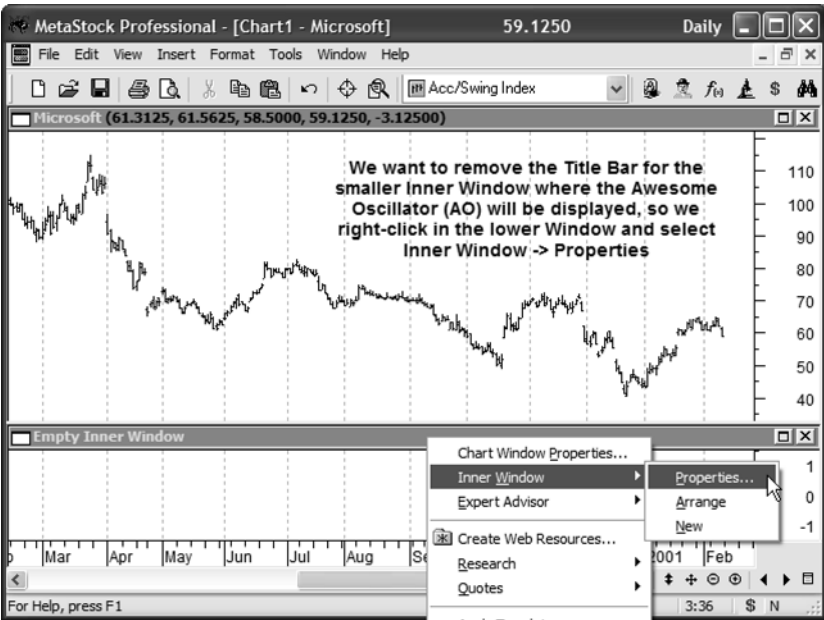 MetaStock Professional - [Chart1 - Microsoft] 59.1250 Daily
File Edit View Insert Format Tools Window Help
Acc/Swing Index
Microsoft (61.3125, 61.5625, 58.5000, 59.1250, -3.12500)
We want to remove the Title Bar for the
smaller Inner Window where the Awesome
Oscillator (AO) will be displayed, so we
right-click in the lower Window and select
Inner Window -> Properties
110
100
90
80
70
60
50
40
Empty Inner Window
Chart Window Properties...
Inner Window
Expert Advisor
Create Web Resources...
Research
Quotes
Properties...
Arrange
New
1
0
-1
Mar Apr May Jun Jul Aug Se 2001 Feb
For Help, press F1 3:36 $ N